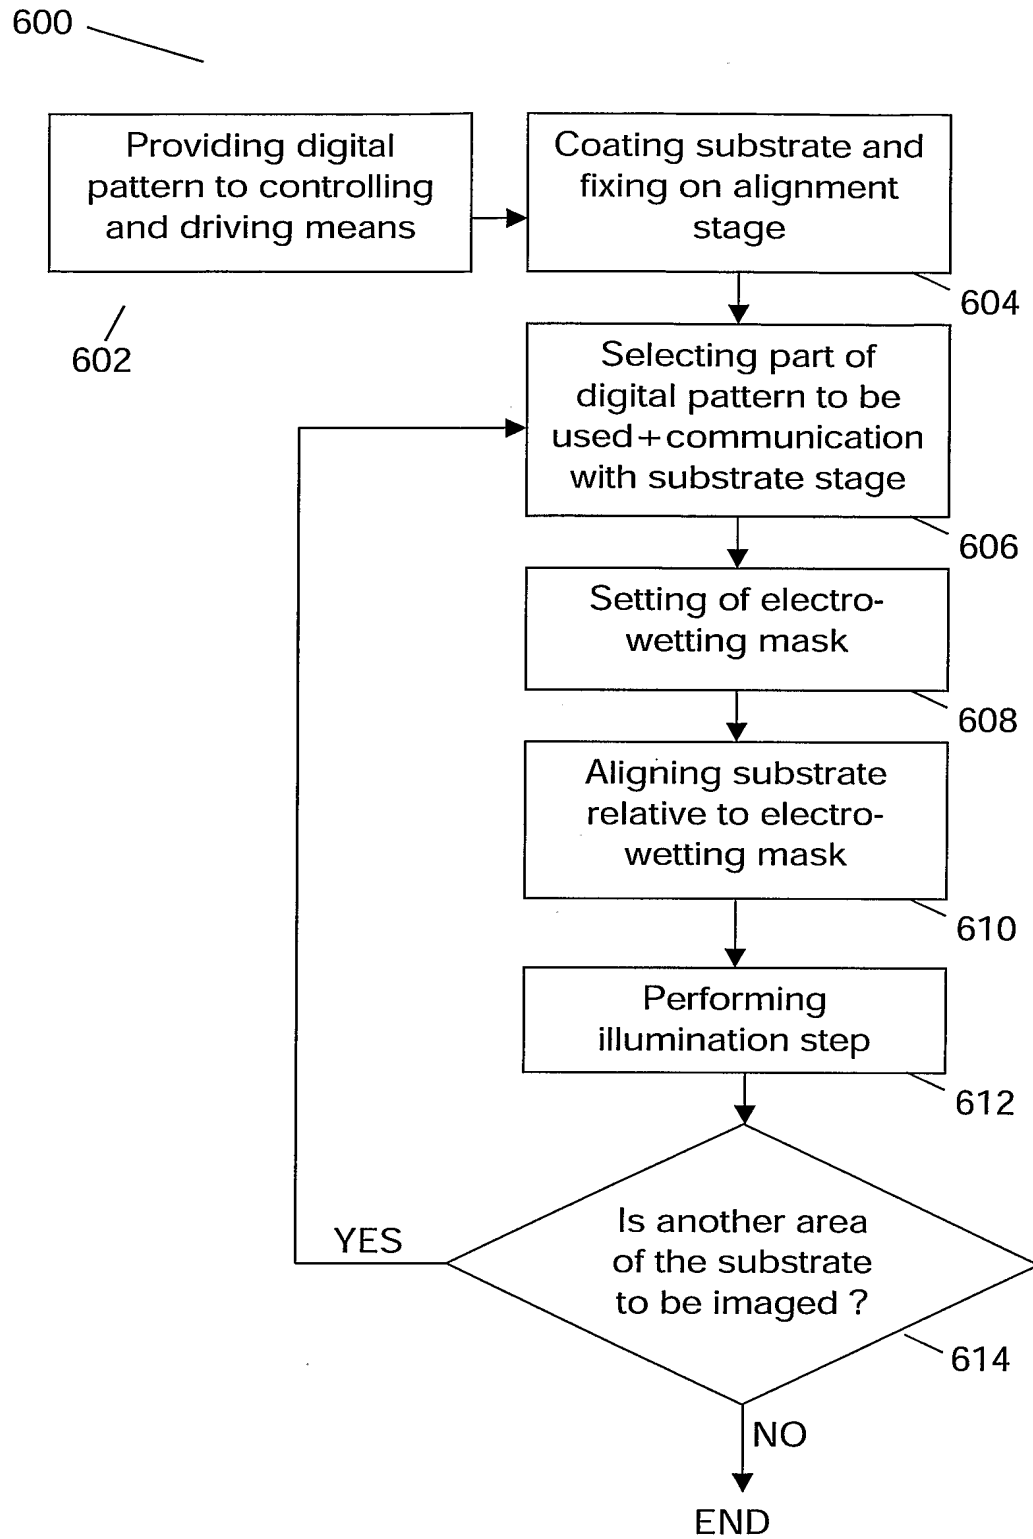 600
Providing digital
pattern to controlling
and driving means
602
Coating substrate and
fixing on alignment
stage
604
Selecting part of
digital pattern to be
used+communication
with substrate stage
606
Setting of electro-
wetting mask
608
Aligning substrate
relative to electro-
wetting mask
610
Performing
illumination step
612
Is another area
of the substrate
to be imaged ?
614
YES
NO
END